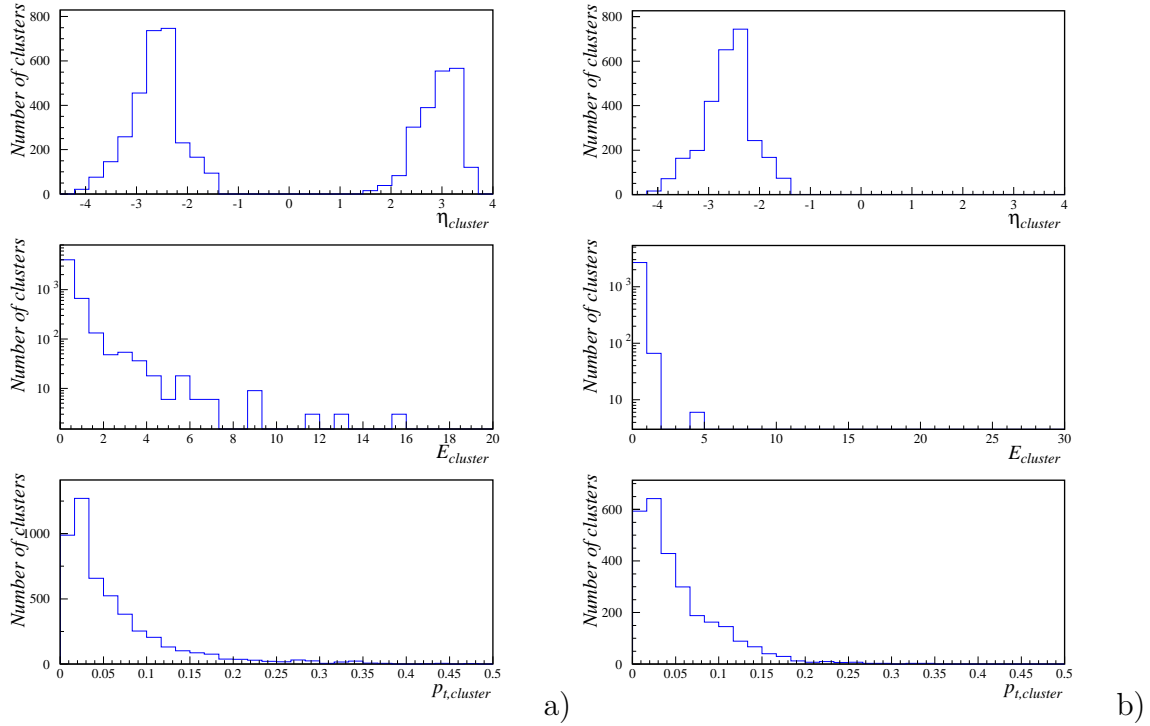 Number of clusters
800
600
400
200
0
-4 -3 -2 -1 0 1 2 3 4
ηcluster
Number of clusters
10 3
10 2
10
0 2 4 6 8 10 12 14 16 18 20
Ecluster
Number of clusters
1000
500
0
0 0.05 0.1 0.15 0.2 0.25 0.3 0.35 0.4 0.45 0.5
pt,cluster
a)
Number of clusters
800
600
400
200
0
-4 -3 -2 -1 0 1 2 3 4
ηcluster
Number of clusters
10 3
10 2
10
0 5 10 15 20 25 30
Ecluster
Number of clusters
600
400
200
0
0 0.05 0.1 0.15 0.2 0.25 0.3 0.35 0.4 0.45 0.5
pt,cluster
b)